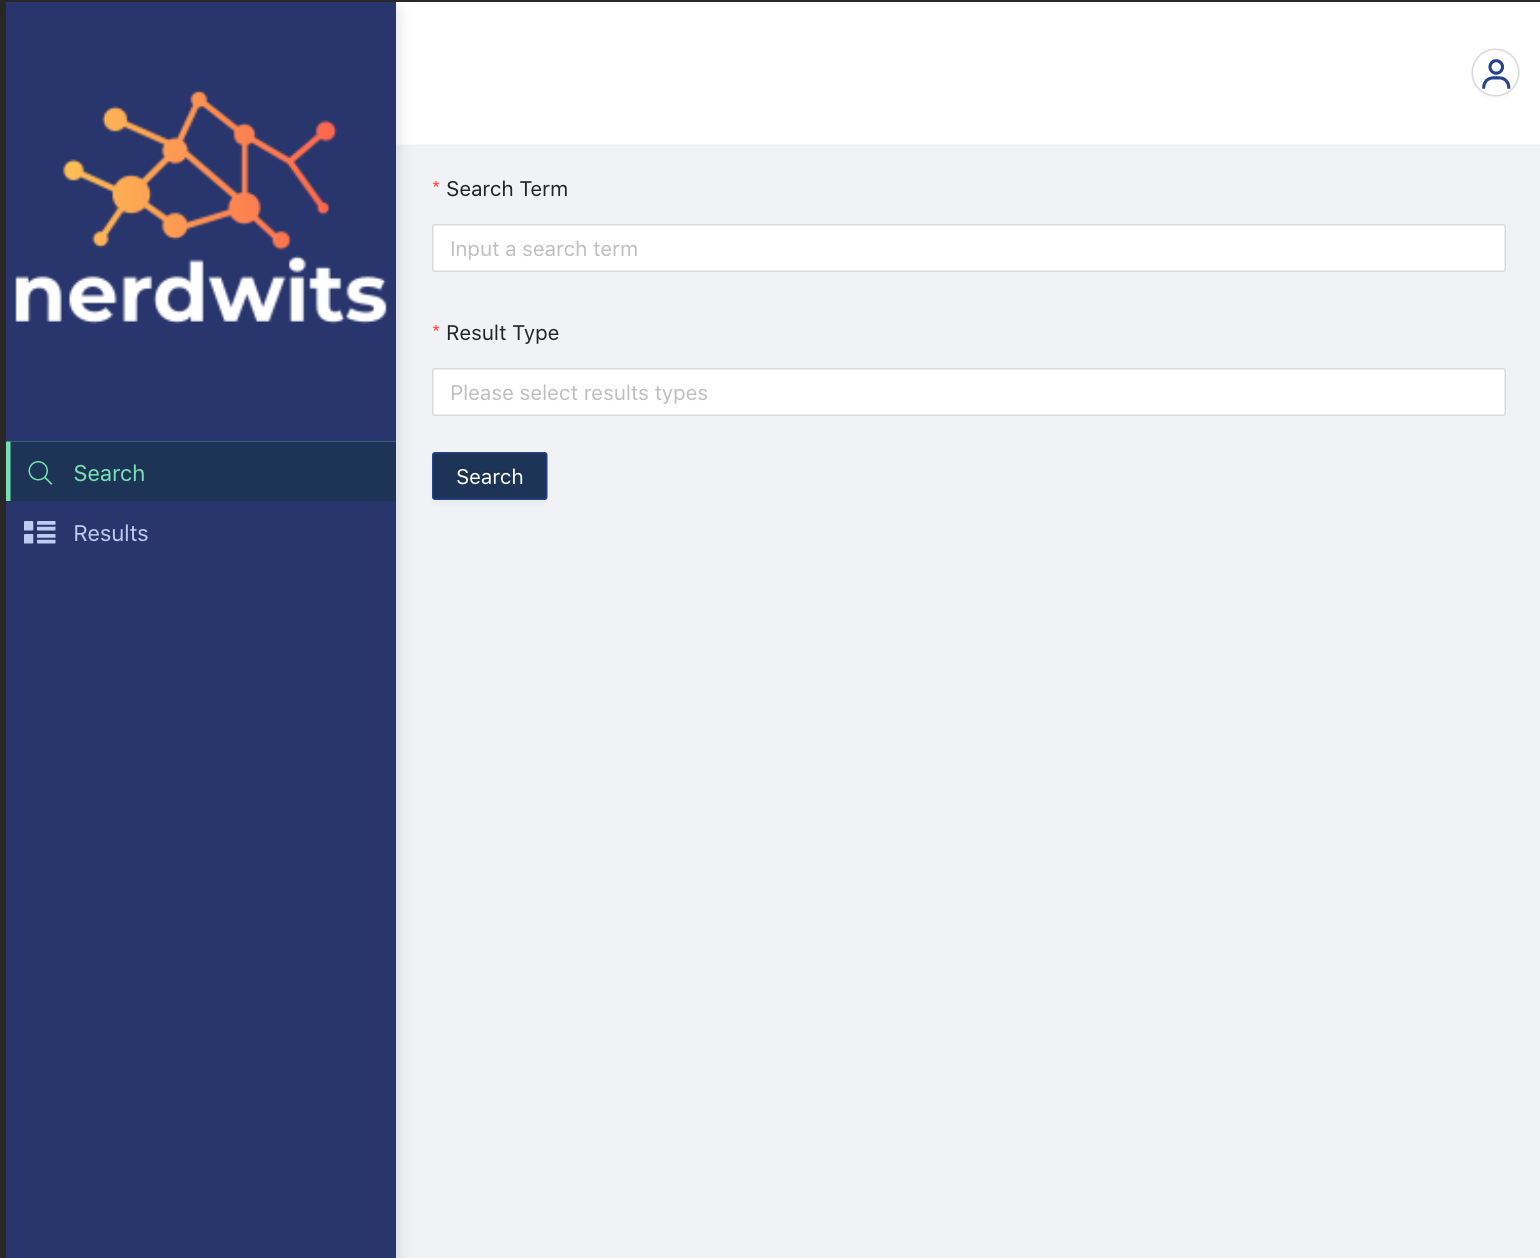 nerdwits
Search
Results
* Search Term
Input a search term
* Result Type
Please select results types
Search